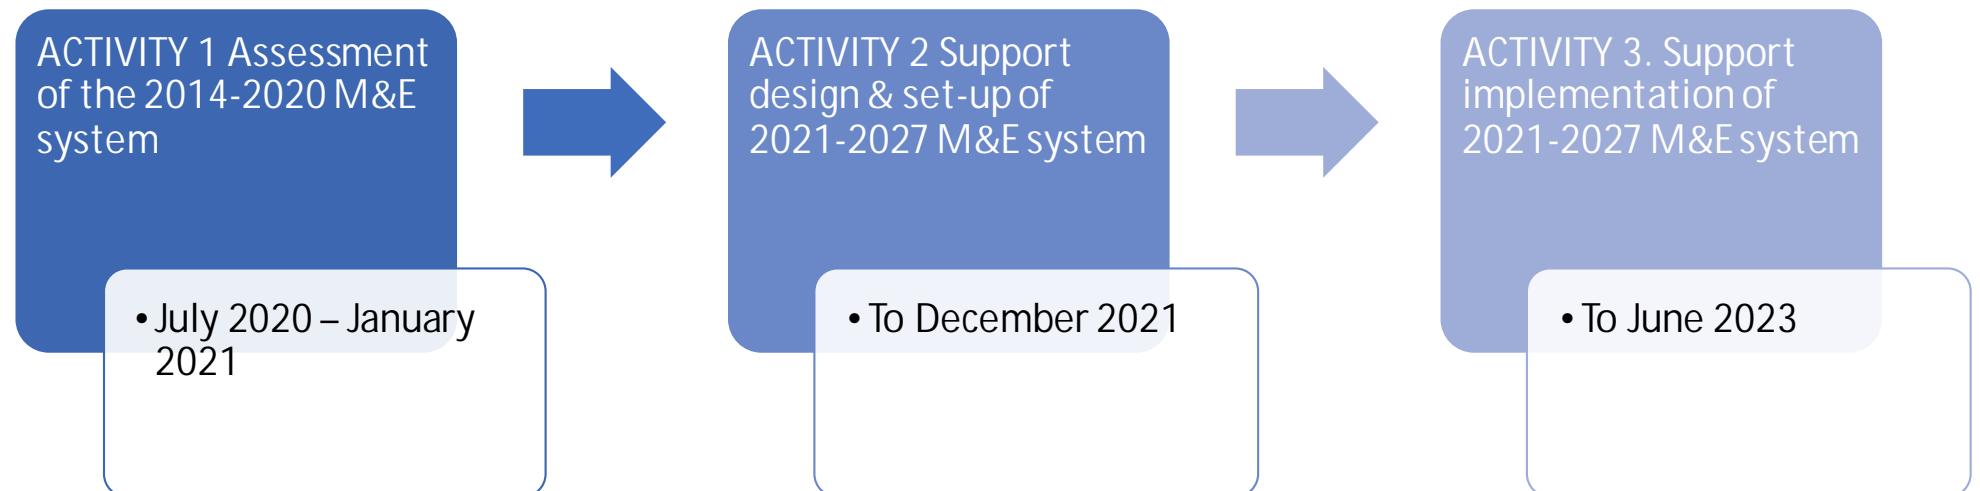 ACTIVITY 1 Assessment
of the 2014-2020 M&E
system
• July 2020 – January
2021
ACTIVITY 2 Support
design & set-up of
2021-2027 M&E system
• To December 2021
ACTIVITY 3. Support
implementation of
2021-2027 M&E system
• To June 2023